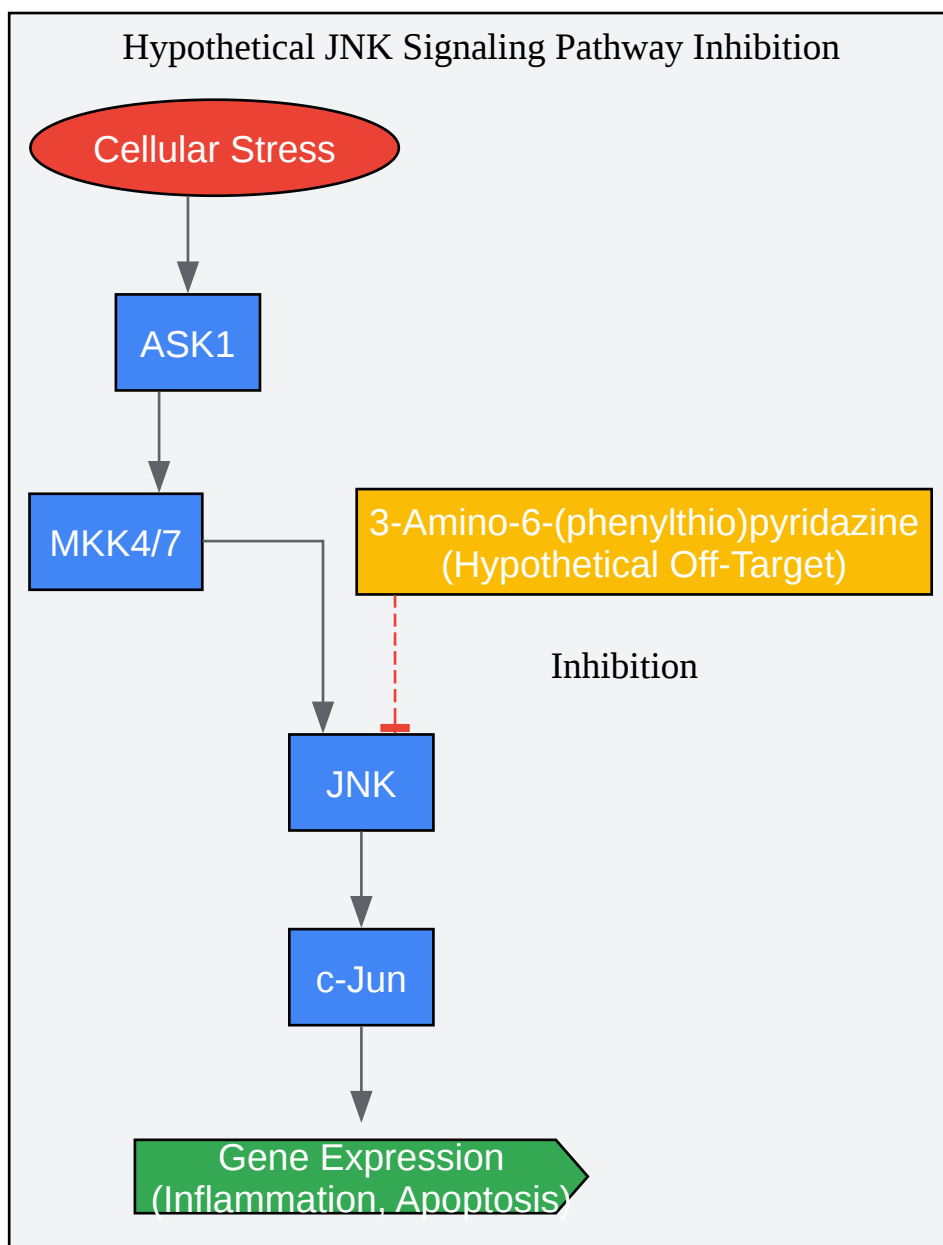 Hypothetical JNK Signaling Pathway Inhibition
Cellular Stress
ASK1
MKK4/7
3-Amino-6-(phenylthio)pyridazine
(Hypothetical Off-Target)
Inhibition
JNK
c-Jun
Gene Expression
(Inflammation, Apoptosis)